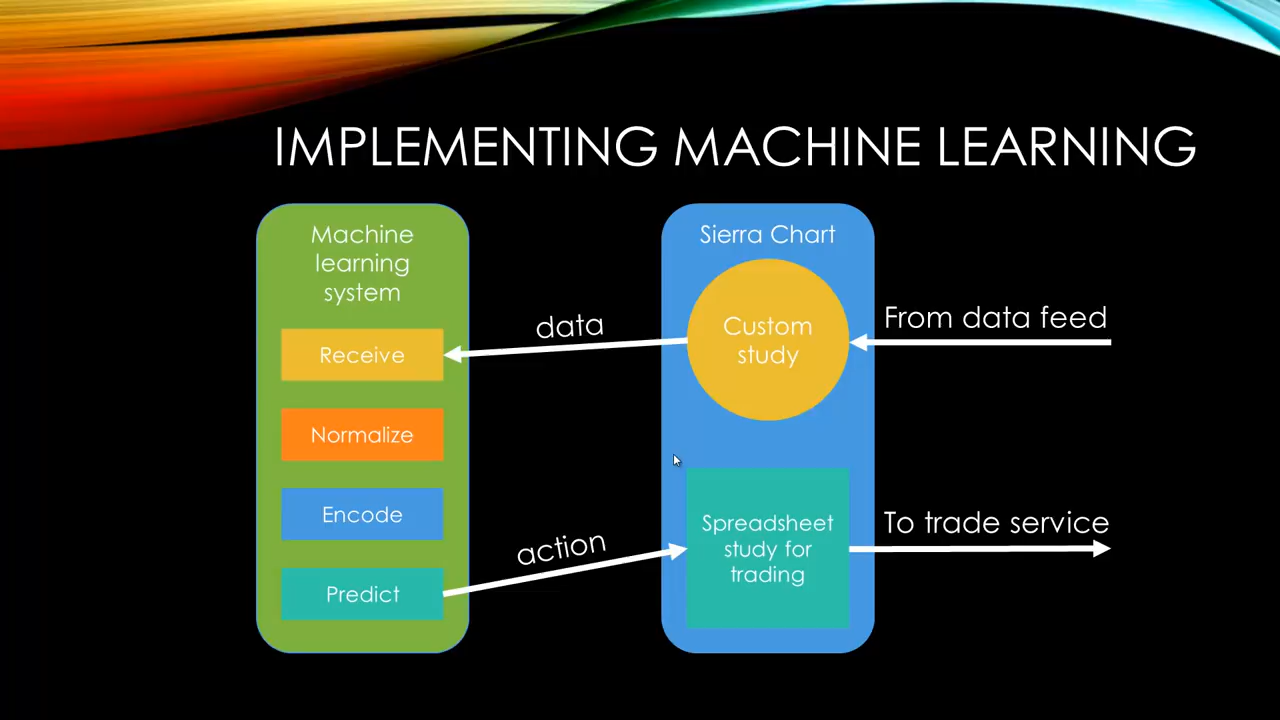 IMPLEMENTING MACHINE LEARNING
Machine
learning
system
Receive
Normalize
Encode
Predict
data
action
Sierra Chart
Custom
study
Spreadsheet
study for
trading
From data feed
To trade service